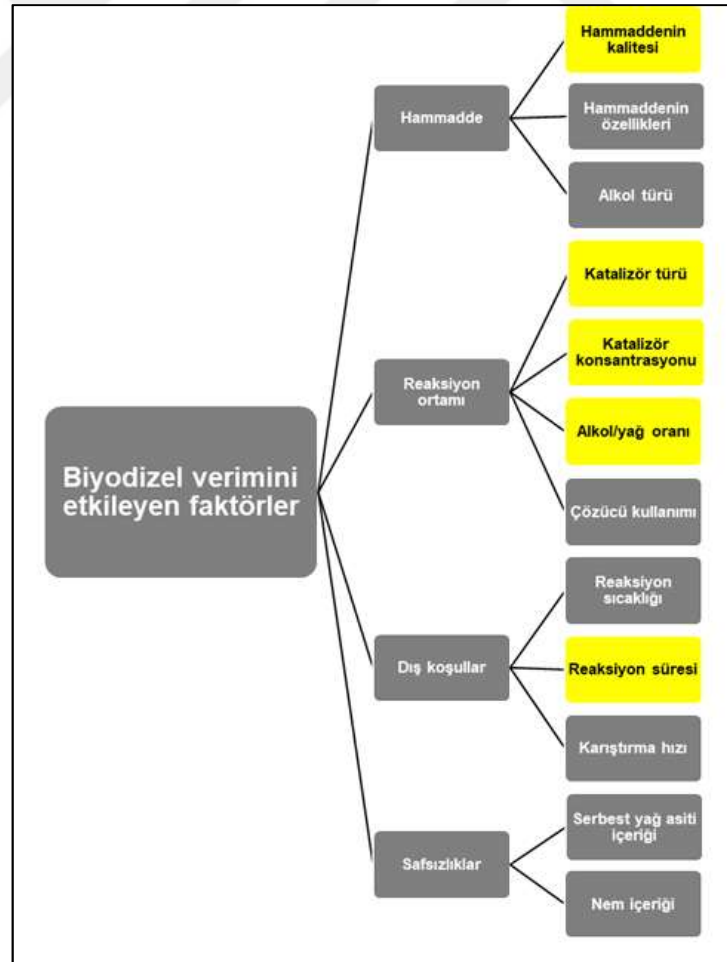 Biyodizel verimini
etkileyen faktörler
Hammadde
Hammaddenin
kalitesi
Hammaddenin
özellikleri
Alkol türü
Reaksiyon
ortamı
Katalizör türü
Katalizör
konsantrasyonu
Alkol/yağ oranı
Çözücü kullanımı
Dış koşullar
Reaksiyon
sıcaklığı
Reaksiyon süresi
Karıştırma hızı
Safsızlıklar
Serbest yağ asiti
içeriği
Nem içeriği